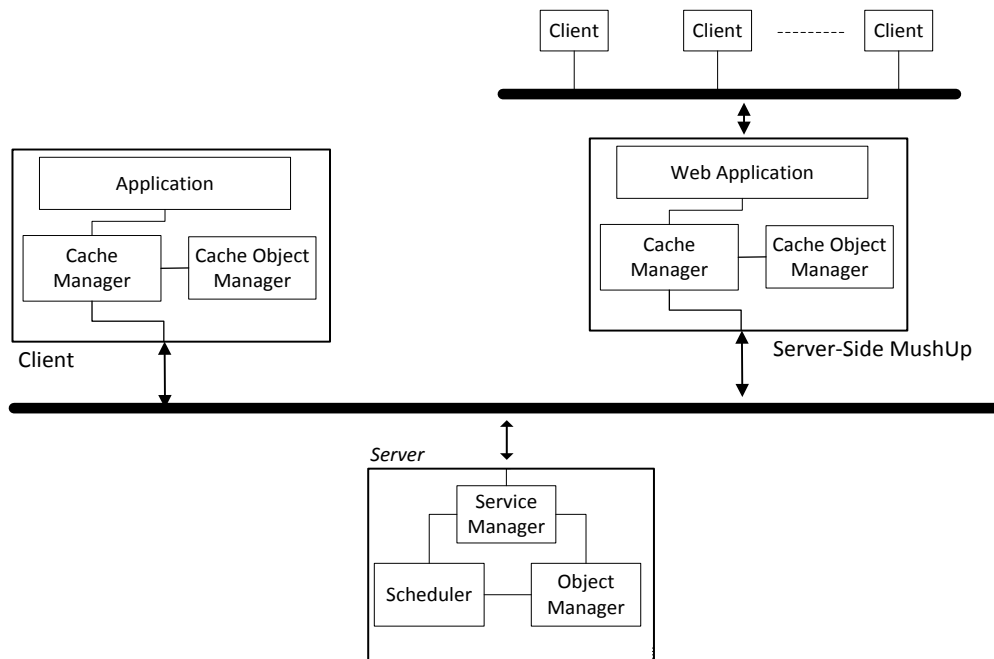 Client
Client
Client
Application
Cache
Manager
Cache Object
Manager
Client
Web Application
Cache
Manager
Cache Object
Manager
Server-Side MushUp
Server
Service
Manager
Scheduler
Object
Manager